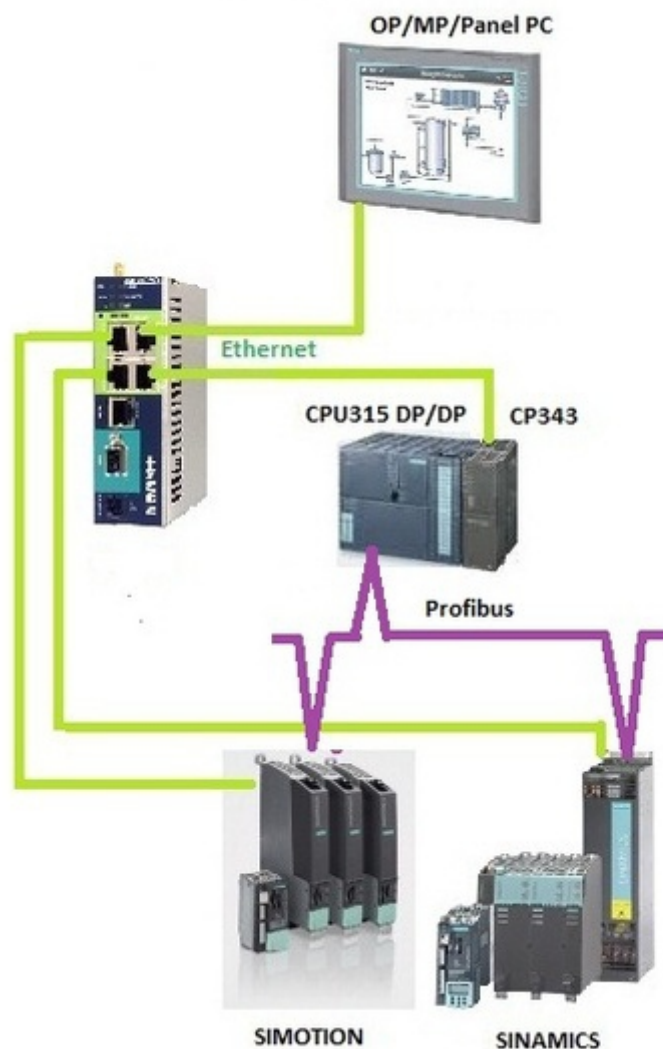 OP/MP/Panel PC
Ethernet
CPU315 DP/DP
CP343
Profibus
SIMOTION
SINAMICS